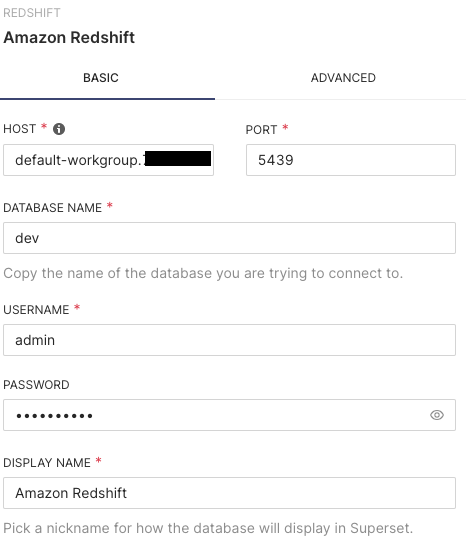 REDSHIFT
Amazon Redshift
BASIC ADVANCED
HOST * PORT *
default-workgroup. 5439
DATABASE NAME *
dev
Copy the name of the database you are trying to connect to.
USERNAME *
admin
PASSWORD
••••••••••
DISPLAY NAME *
Amazon Redshift
Pick a nickname for how the database will display in Superset.